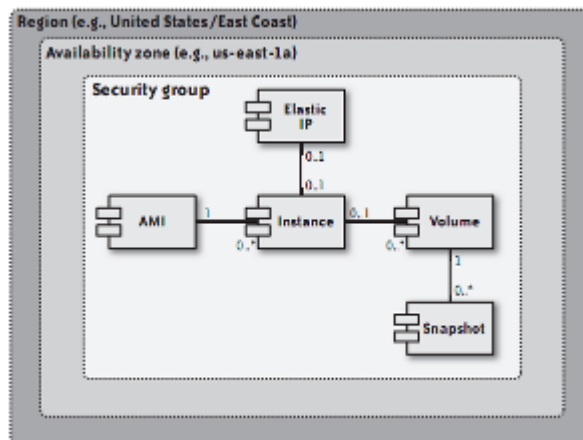 Region (e.g., United States/East Coast)
Availability zone (e.g., us-east-1a)
Security group
Elastic
IP
0..1
0..1
AMI
1
0..*
Instance
0..1
0..*
Volume
1
0..*
Snapshot